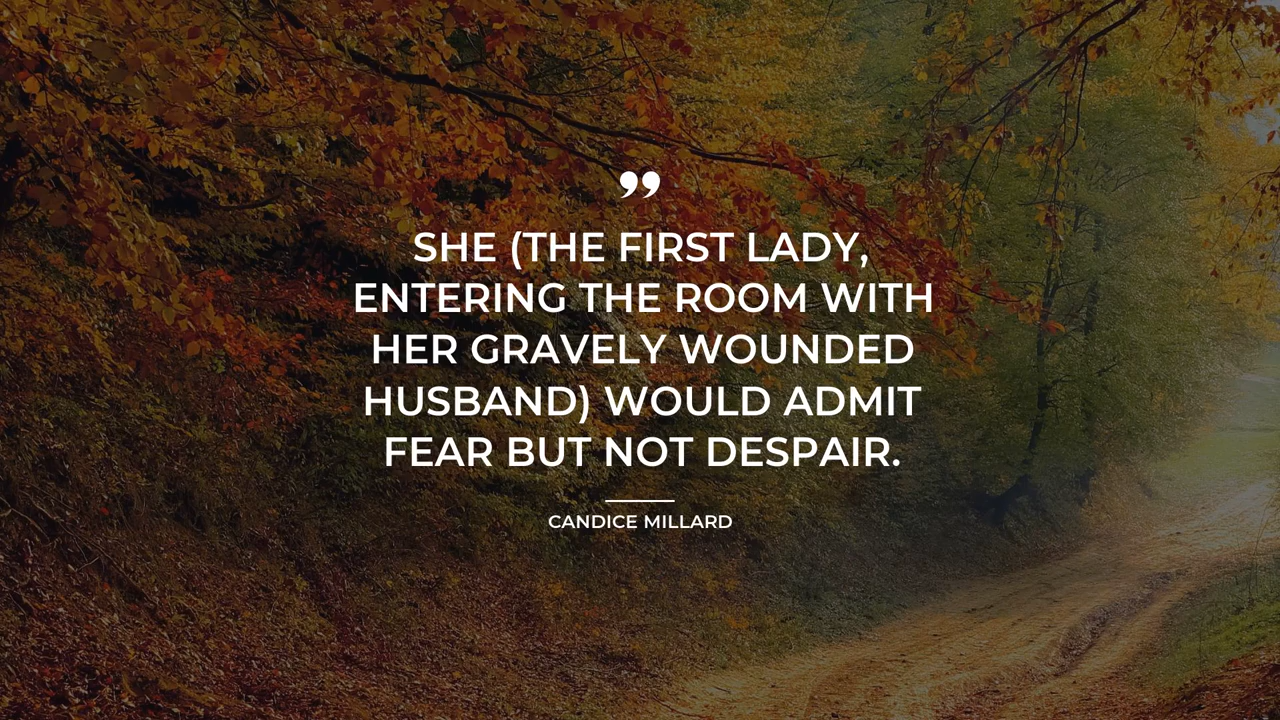 ”
SHE (THE FIRST LADY,
ENTERING THE ROOM WITH
HER GRAVELY WOUNDED
HUSBAND) WOULD ADMIT
FEAR BUT NOT DESPAIR.
CANDICE MILLARD